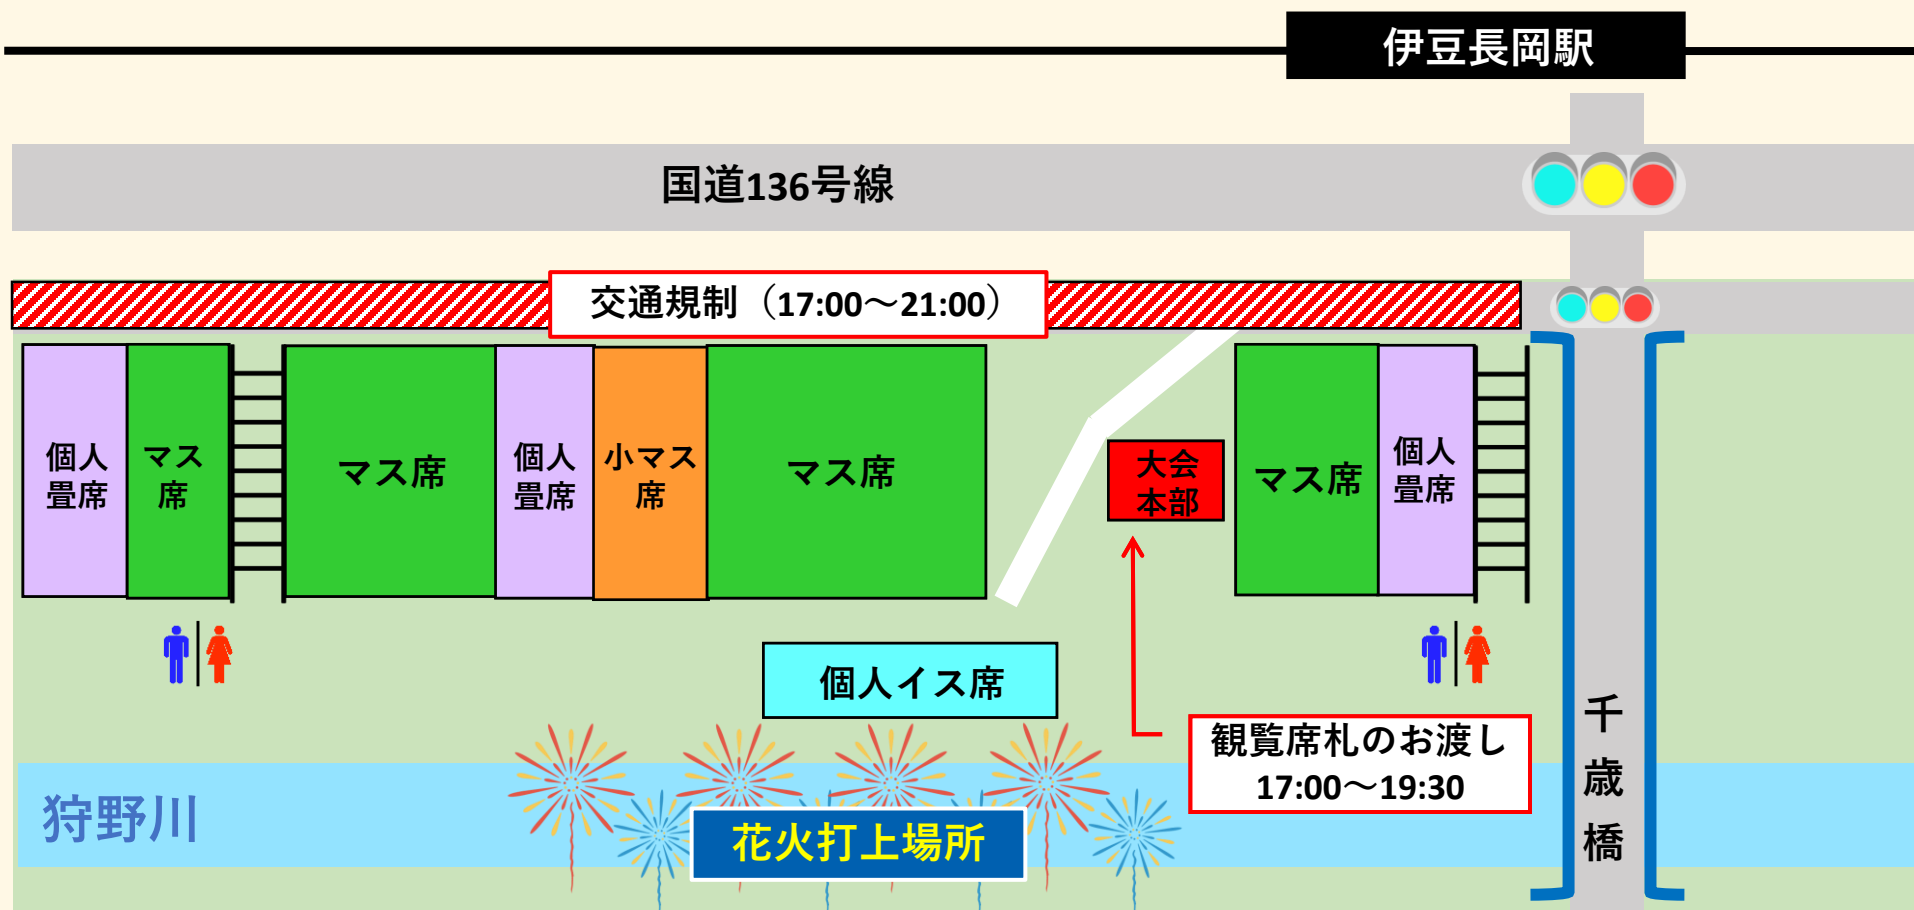 伊豆長岡駅
国道136号線
交通規制（17:00～21:00）
個人
畳席
マス
席
マス席
個人
畳席
小マス
席
マス席
大会
本部
マス席
個人
畳席
個人イス席
観覧席札のお渡し
17:00～19:30
千歳橋
狩野川
花火打上場所